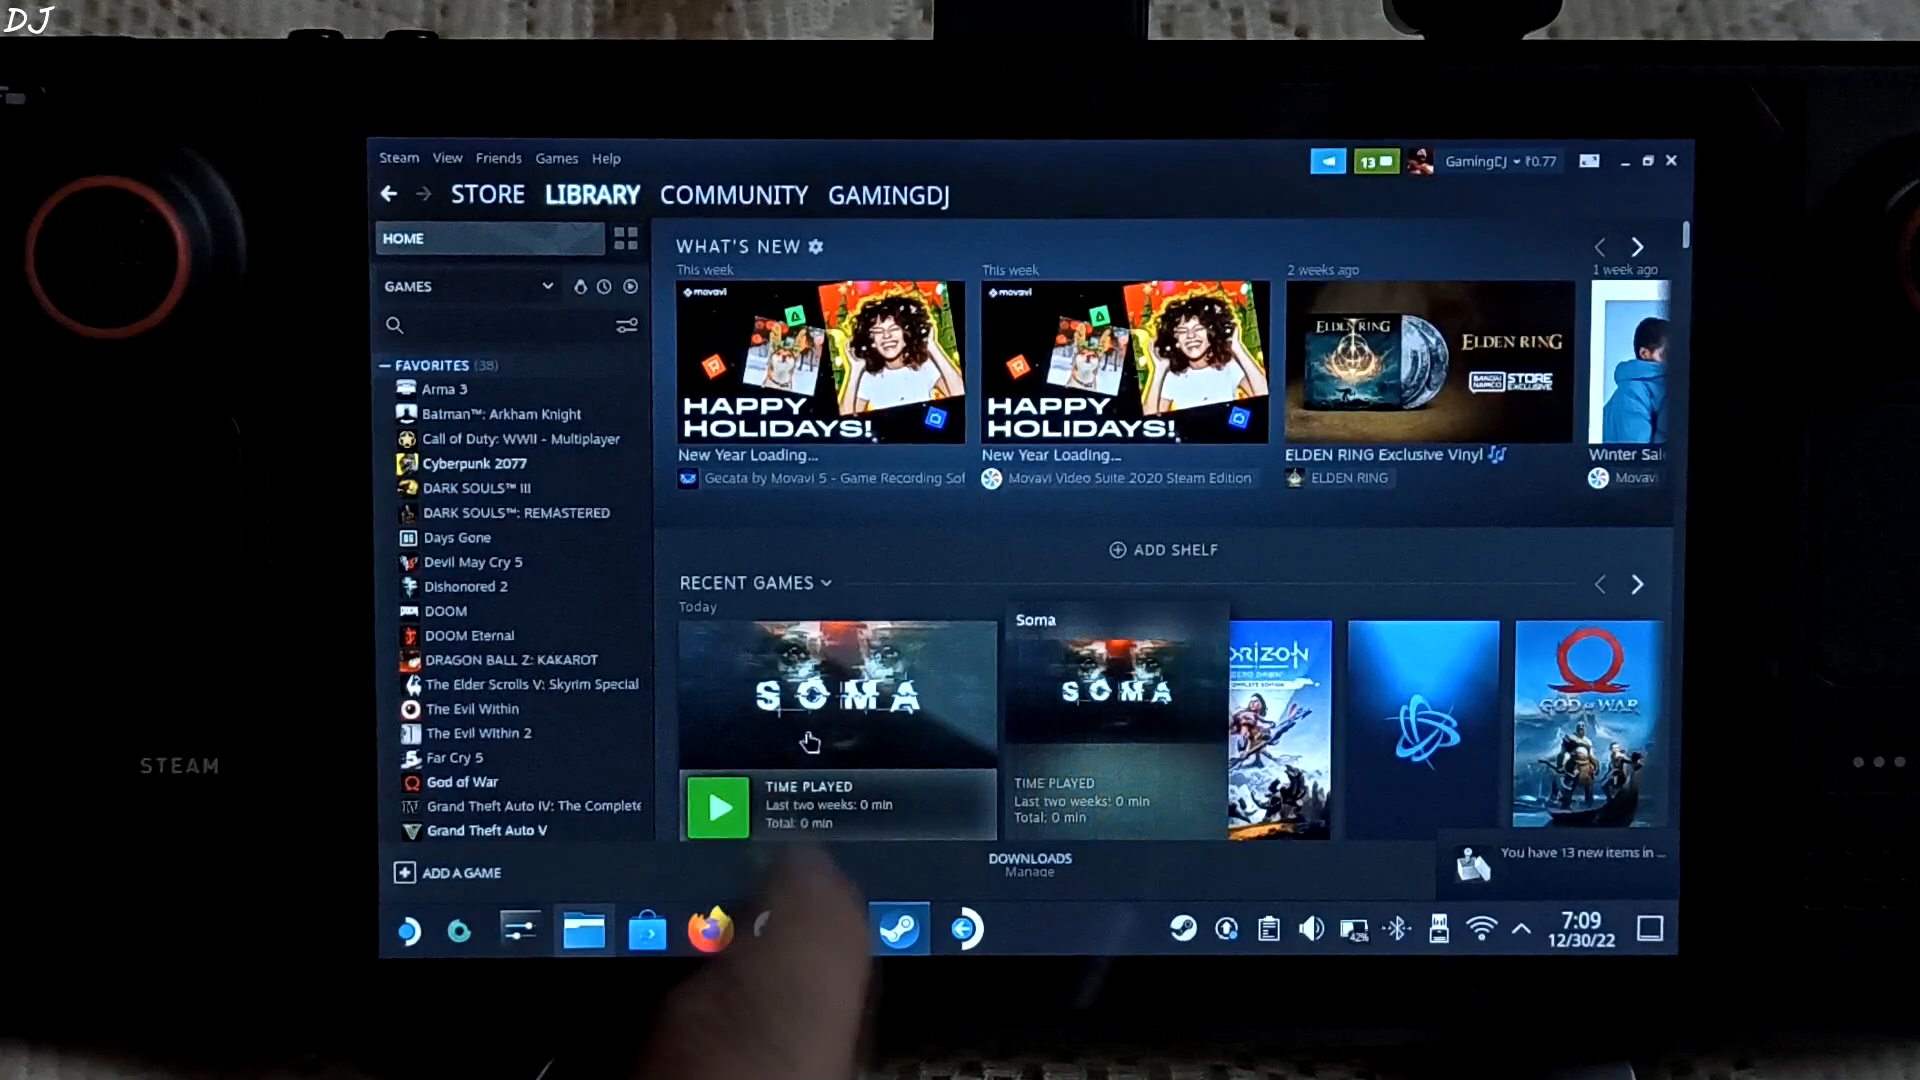 DJ
Steam View Friends Games Help
13
GamingDJ ₹0.77
STORE LIBRARY COMMUNITY GAMINGDJ
HOME
GAMES
FAVORITES (38)
Arma 3
Batman™: Arkham Knight
Call of Duty: WWII - Multiplayer
Cyberpunk 2077
DARK SOULS™ III
DARK SOULS™: REMASTERED
Days Gone
Devil May Cry 5
Dishonored 2
DOOM
DOOM Eternal
DRAGON BALL Z: KAKAROT
The Elder Scrolls V: Skyrim Special
The Evil Within
The Evil Within 2
Far Cry 5
God of War
Grand Theft Auto IV: The Complete
Grand Theft Auto V
ADD A GAME
WHAT'S NEW
This week
movavi
HAPPY
HOLIDAYS!
New Year Loading...
Gecata by Movavi 5 - Game Recording Sof
This week
movavi
HAPPY
HOLIDAYS!
New Year Loading...
Movavi Video Suite 2020 Steam Edition
2 weeks ago
ELDEN RING
ELDEN RING
BANDAI NAMCO STORE EXCLUSIVE
ELDEN RING Exclusive Vinyl
ELDEN RING
1 week ago
Winter Sal
Movavi
ADD SHELF
RECENT GAMES
Today
SOMA
TIME PLAYED
Last two weeks: 0 min
Total: 0 min
Soma
SOMA
TIME PLAYED
Last two weeks: 0 min
Total: 0 min
ORIZON
GOD OF WAR
DOWNLOADS
Manage
You have 13 new items in ...
42%
7:09
12/30/22
STEAM